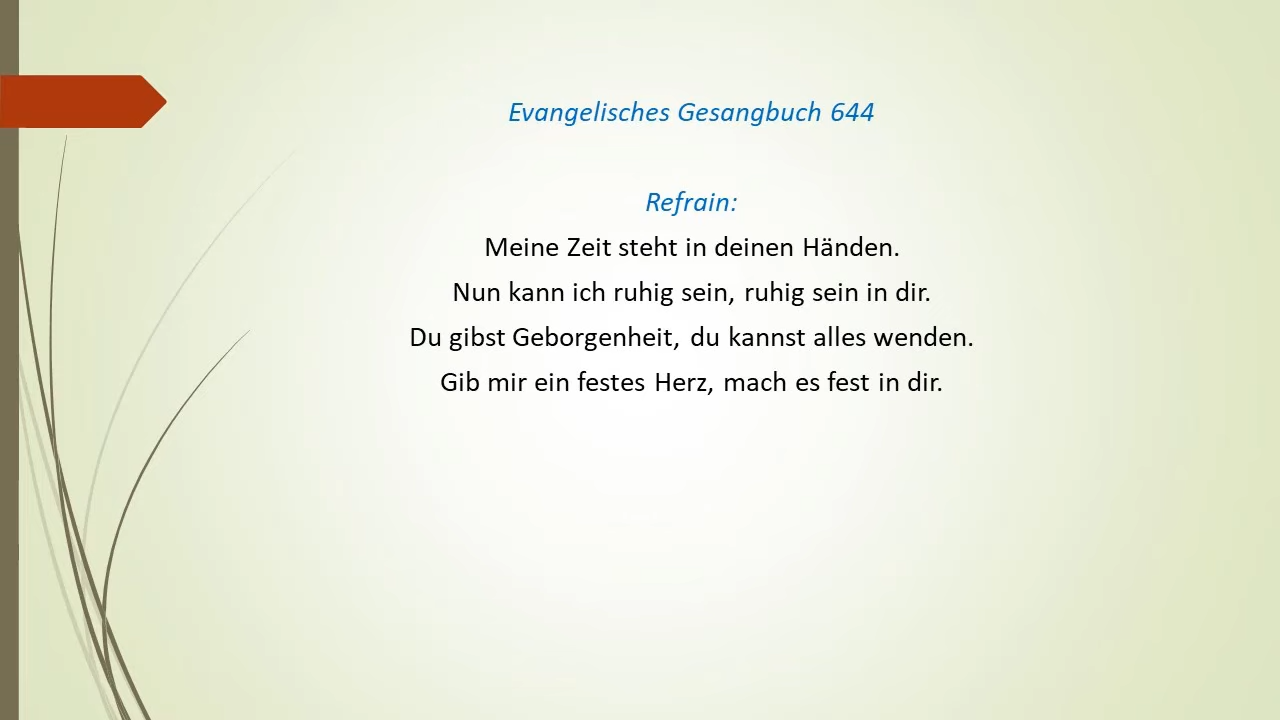 Evangelisches Gesangbuch 644
Refrain:
Meine Zeit steht in deinen Händen.
Nun kann ich ruhig sein, ruhig sein in dir.
Du gibst Geborgenheit, du kannst alles wenden.
Gib mir ein festes Herz, mach es fest in dir.